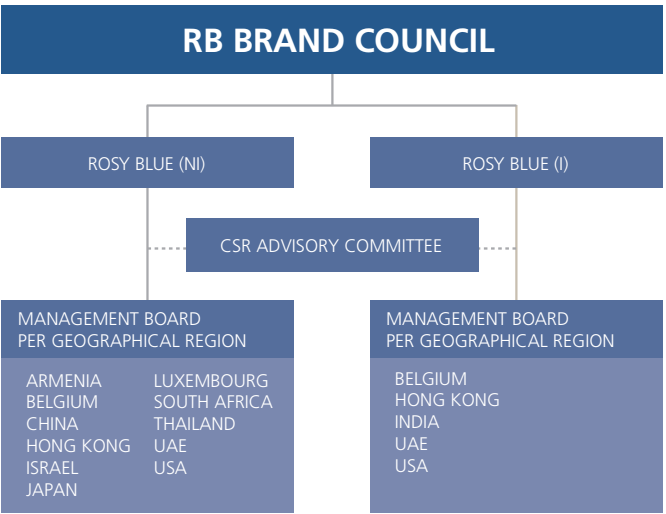 RB BRAND COUNCIL
ROSY BLUE (NI)
ROSY BLUE (I)
CSR ADVISORY COMMITTEE
MANAGEMENT BOARD
PER GEOGRAPHICAL REGION
ARMENIA
BELGIUM
CHINA
HONG KONG
ISRAEL
JAPAN
LUXEMBOURG
SOUTH AFRICA
THAILAND
UAE
USA
MANAGEMENT BOARD
PER GEOGRAPHICAL REGION
BELGIUM
HONG KONG
INDIA
UAE
USA